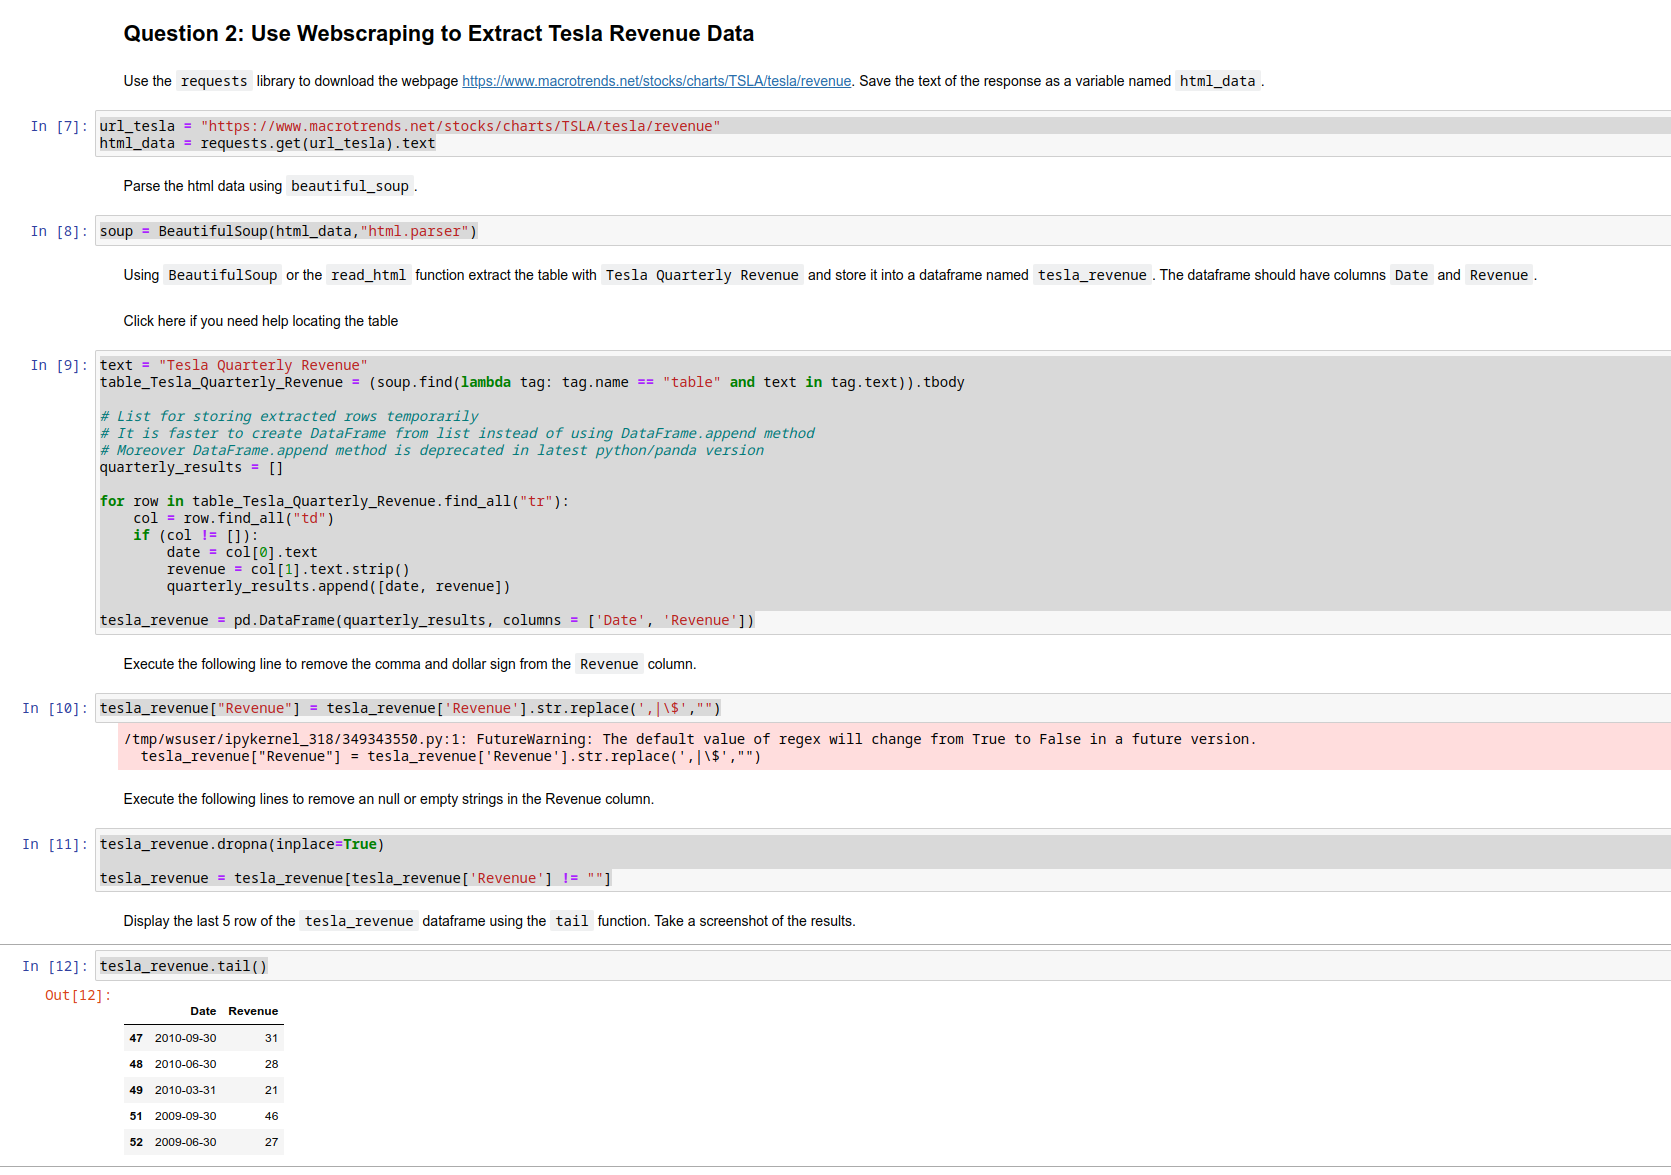 Question 2: Use Webscraping to Extract Tesla Revenue Data
Use the requests library to download the webpage https://www.macrotrends.net/stocks/charts/TSLA/tesla/revenue. Save the text of the response as a variable named html_data .
In [7]: url_tesla = "https://www.macrotrends.net/stocks/charts/TSLA/tesla/revenue"
html_data = requests.get(url_tesla).text
Parse the html data using beautiful_soup .
In [8]: soup = BeautifulSoup(html_data,"html.parser")
Using BeautifulSoup or the read_html function extract the table with Tesla Quarterly Revenue and store it into a dataframe named tesla_revenue . The dataframe should have columns Date and Revenue .
Click here if you need help locating the table
In [9]: text = "Tesla Quarterly Revenue"
table_Tesla_Quarterly_Revenue = (soup.find(lambda tag: tag.name == "table" and text in tag.text)).tbody
# List for storing extracted rows temporarily
# It is faster to create DataFrame from list instead of using DataFrame.append method
# Moreover DataFrame.append method is deprecated in latest python/panda version
quarterly_results = []
for row in table_Tesla_Quarterly_Revenue.find_all("tr"):
    col = row.find_all("td")
    if (col != []):
        date = col[0].text
        revenue = col[1].text.strip()
        quarterly_results.append([date, revenue])
tesla_revenue = pd.DataFrame(quarterly_results, columns = ['Date', 'Revenue'])
Execute the following line to remove the comma and dollar sign from the Revenue column.
In [10]: tesla_revenue["Revenue"] = tesla_revenue['Revenue'].str.replace(',|\$',"")
/tmp/wsuser/ipykernel_318/349343550.py:1: FutureWarning: The default value of regex will change from True to False in a future version.
  tesla_revenue["Revenue"] = tesla_revenue['Revenue'].str.replace(',|\$',"")
Execute the following lines to remove an null or empty strings in the Revenue column.
In [11]: tesla_revenue.dropna(inplace=True)
tesla_revenue = tesla_revenue[tesla_revenue['Revenue'] != ""]
Display the last 5 row of the tesla_revenue dataframe using the tail function. Take a screenshot of the results.
In [12]: tesla_revenue.tail()
Out[12]:
Date Revenue
47 2010-09-30 31
48 2010-06-30 28
49 2010-03-31 21
51 2009-09-30 46
52 2009-06-30 27